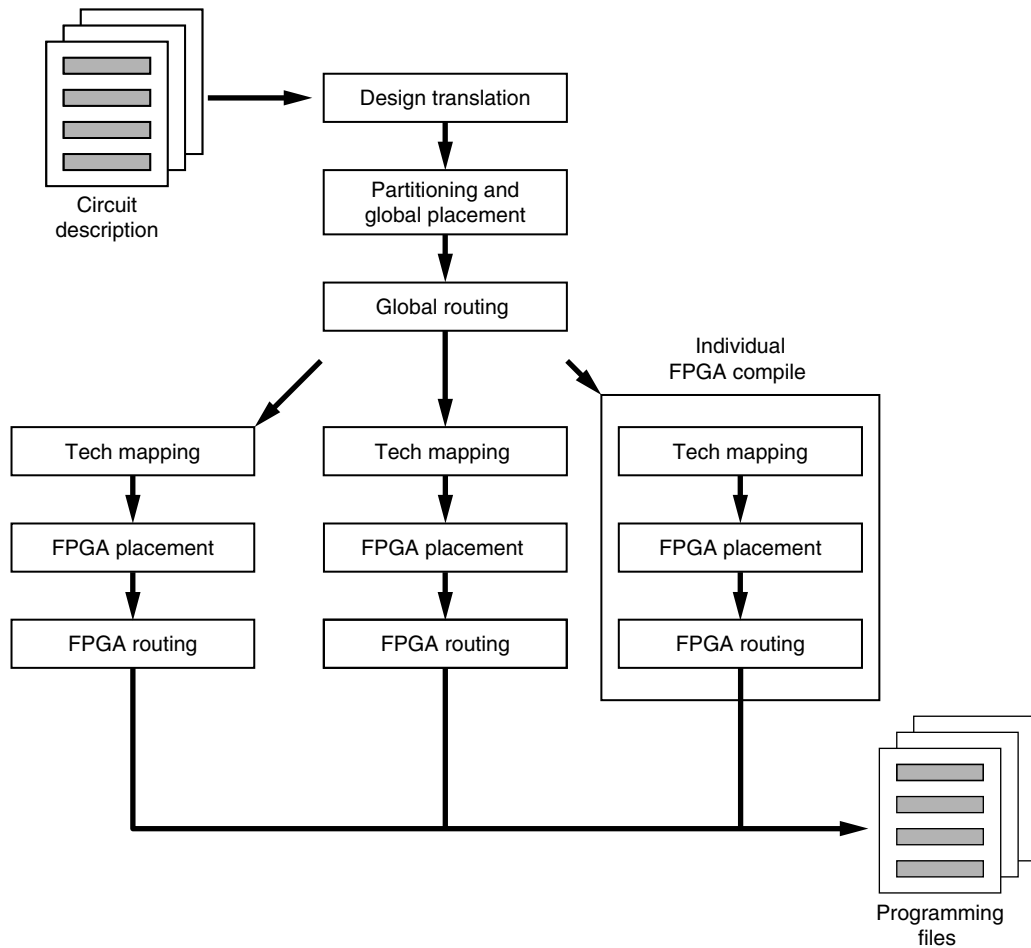 Circuit
description
Design translation
Partitioning and
global placement
Global routing
Individual
FPGA compile
Tech mapping
Tech mapping
Tech mapping
FPGA placement
FPGA placement
FPGA placement
FPGA routing
FPGA routing
FPGA routing
Programming
files